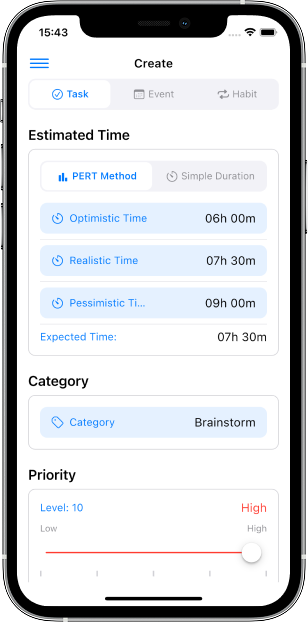 15:43
Create
Task Event Habit
Estimated Time
PERT Method Simple Duration
Optimistic Time 06h 00m
Realistic Time 07h 30m
Pessimistic Ti... 09h 00m
Expected Time: 07h 30m
Category
Category Brainstorm
Priority
Level: 10 High
Low High